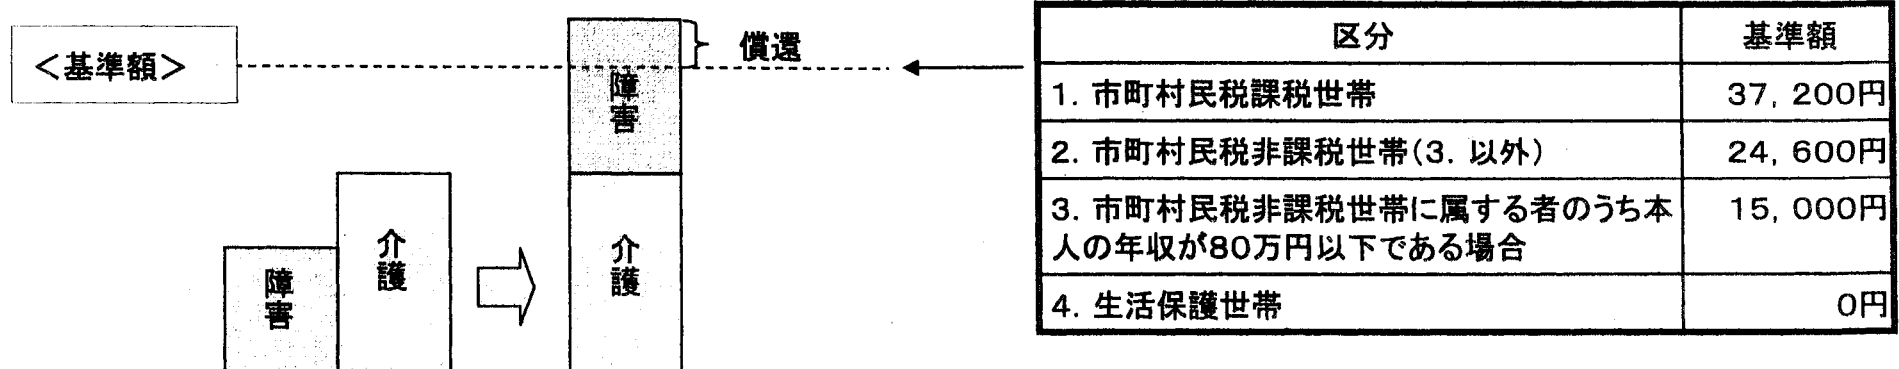 ＜基準額＞
償還
障害
介護
障害
介護
区分 基準額
1. 市町村民税課税世帯 37, 200円
2. 市町村民税非課税世帯(3. 以外) 24, 600円
3. 市町村民税非課税世帯に属する者のうち本 15, 000円
人の年収が80万円以下である場合
4. 生活保護世帯 0円